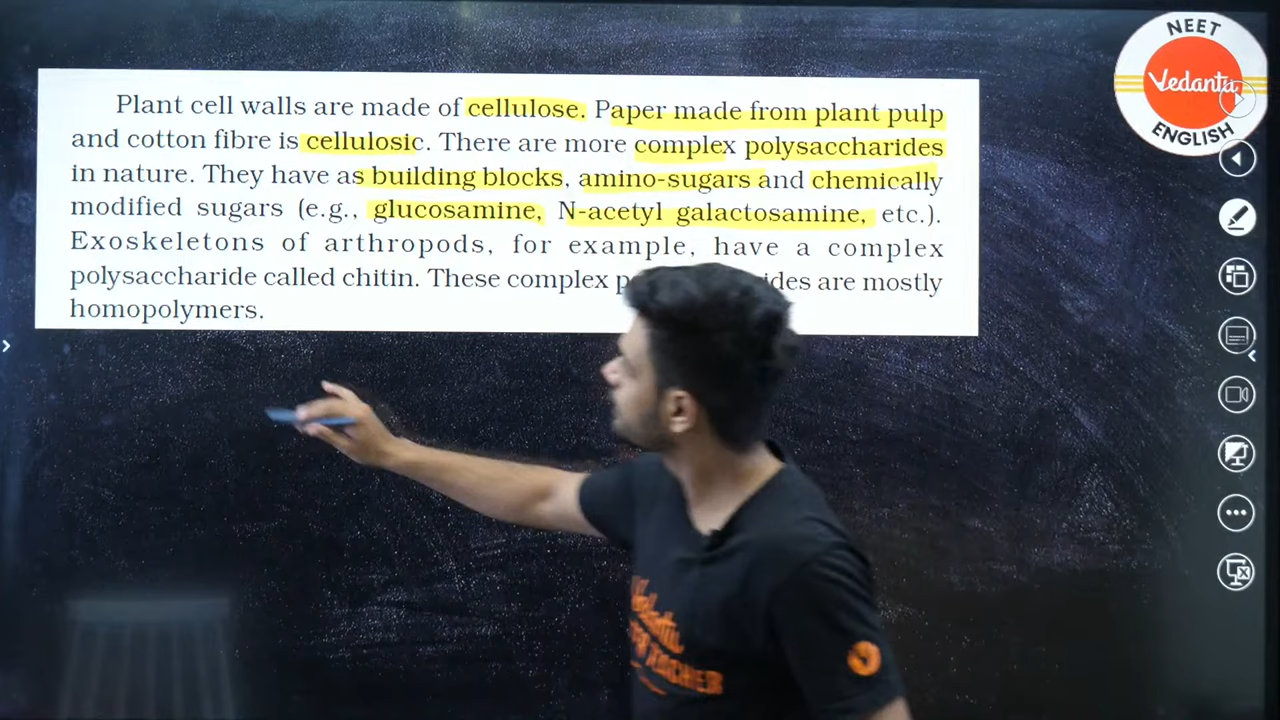 Plant cell walls are made of cellulose. Paper made from plant pulp
and cotton fibre is cellulosic. There are more complex polysaccharides
in nature. They have as building blocks, amino-sugars and chemically
modified sugars (e.g., glucosamine, N-acetyl galactosamine, etc.).
Exoskeletons of arthropods, for example, have a complex
polysaccharide called chitin. These complex are mostly
homopolymers.
NEET
Vedantu
ENGLISH